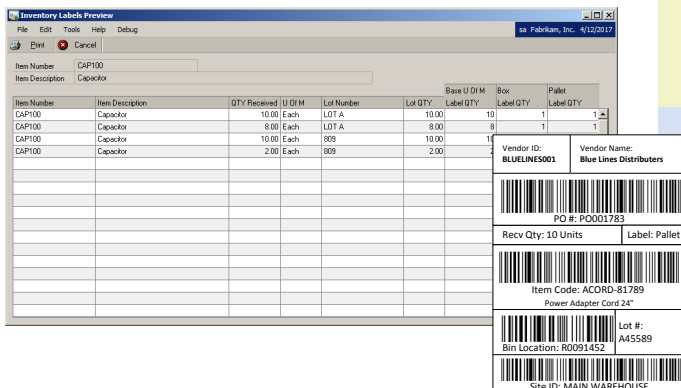 Inventory Labels Preview
File Edit Tools Help Debug
sa Fabrikam, Inc. 4/12/2017
Print Cancel
Item Number CAP100
Item Description Capacitor
Base U Of M Box Pallet
Item Number Item Description QTY Received U Of M Lot Number Lot QTY Label QTY Label QTY Label QTY
CAP100 Capacitor 10.00 Each LOT A 10.00 10 1 1
CAP100 Capacitor 8.00 Each LOT A 8.00 8 1 1
CAP100 Capacitor 10.00 Each 809 10.00
CAP100 Capacitor 2.00 Each 809 2.00
Vendor ID: Vendor Name:
BLUELINES001 Blue Lines Distributers
PO #: PO001783
Recv Qty: 10 Units Label: Pallet
Item Code: ACORD-81789
Power Adapter Cord 24"
Lot #:
A45589
Bin Location: R0091452
Site ID: MAIN WAREHOUSE